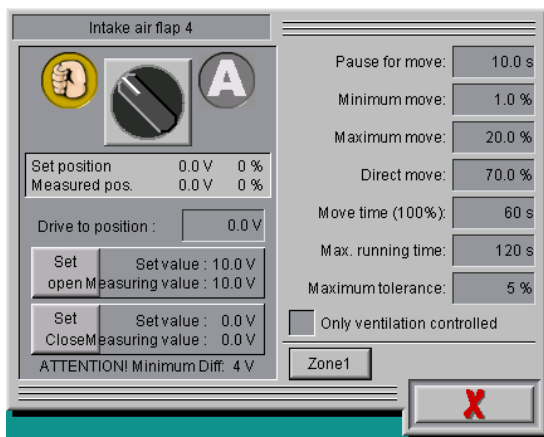 Intake air flap 4
A
Set position 0.0 V 0 %
Measured pos. 0.0 V 0 %
Drive to position : 0.0 V
Set open
Set value : 10.0 V
Measuring value : 10.0 V
Set Close
Set value : 0.0 V
Measuring value : 0.0 V
ATTENTION! Minimum Diff: 4 V
Pause for move: 10.0 s
Minimum move: 1.0 %
Maximum move: 20.0 %
Direct move: 70.0 %
Move time (100%): 60 s
Max. running time: 120 s
Maximum tolerance: 5 %
Only ventilation controlled
Zone1
X